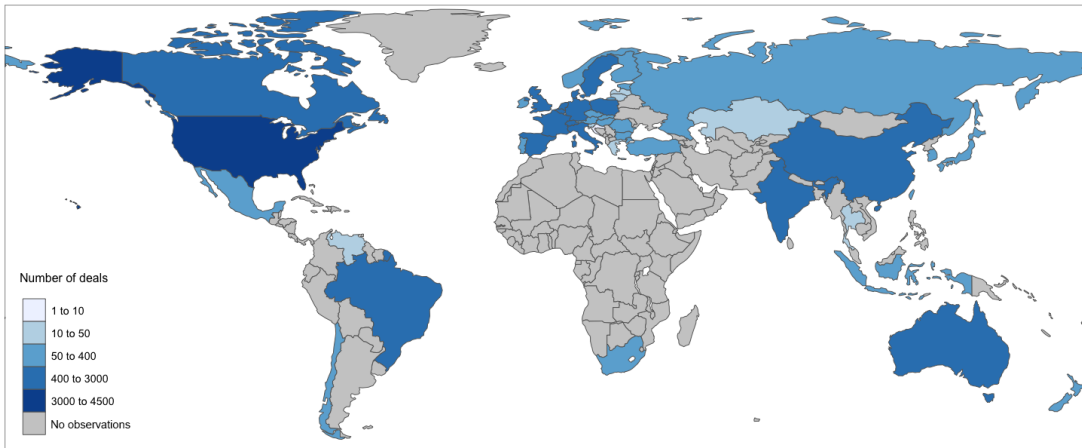 Number of deals
1 to 10
10 to 50
50 to 400
400 to 3000
3000 to 4500
No observations